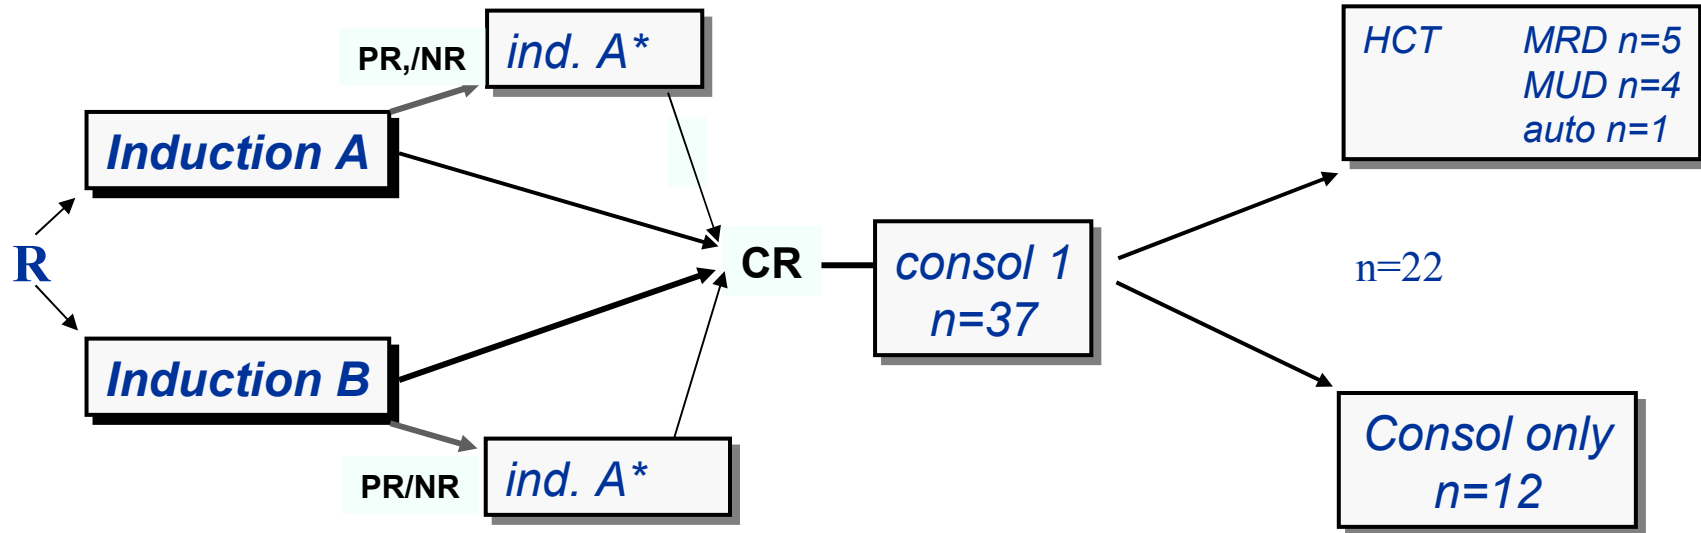 R
Induction A
PR,/NR
ind. A*
Induction B
PR/NR
ind. A*
CR
consol 1
n=37
HCT MRD n=5
MUD n=4
auto n=1
n=22
Consol only
n=12